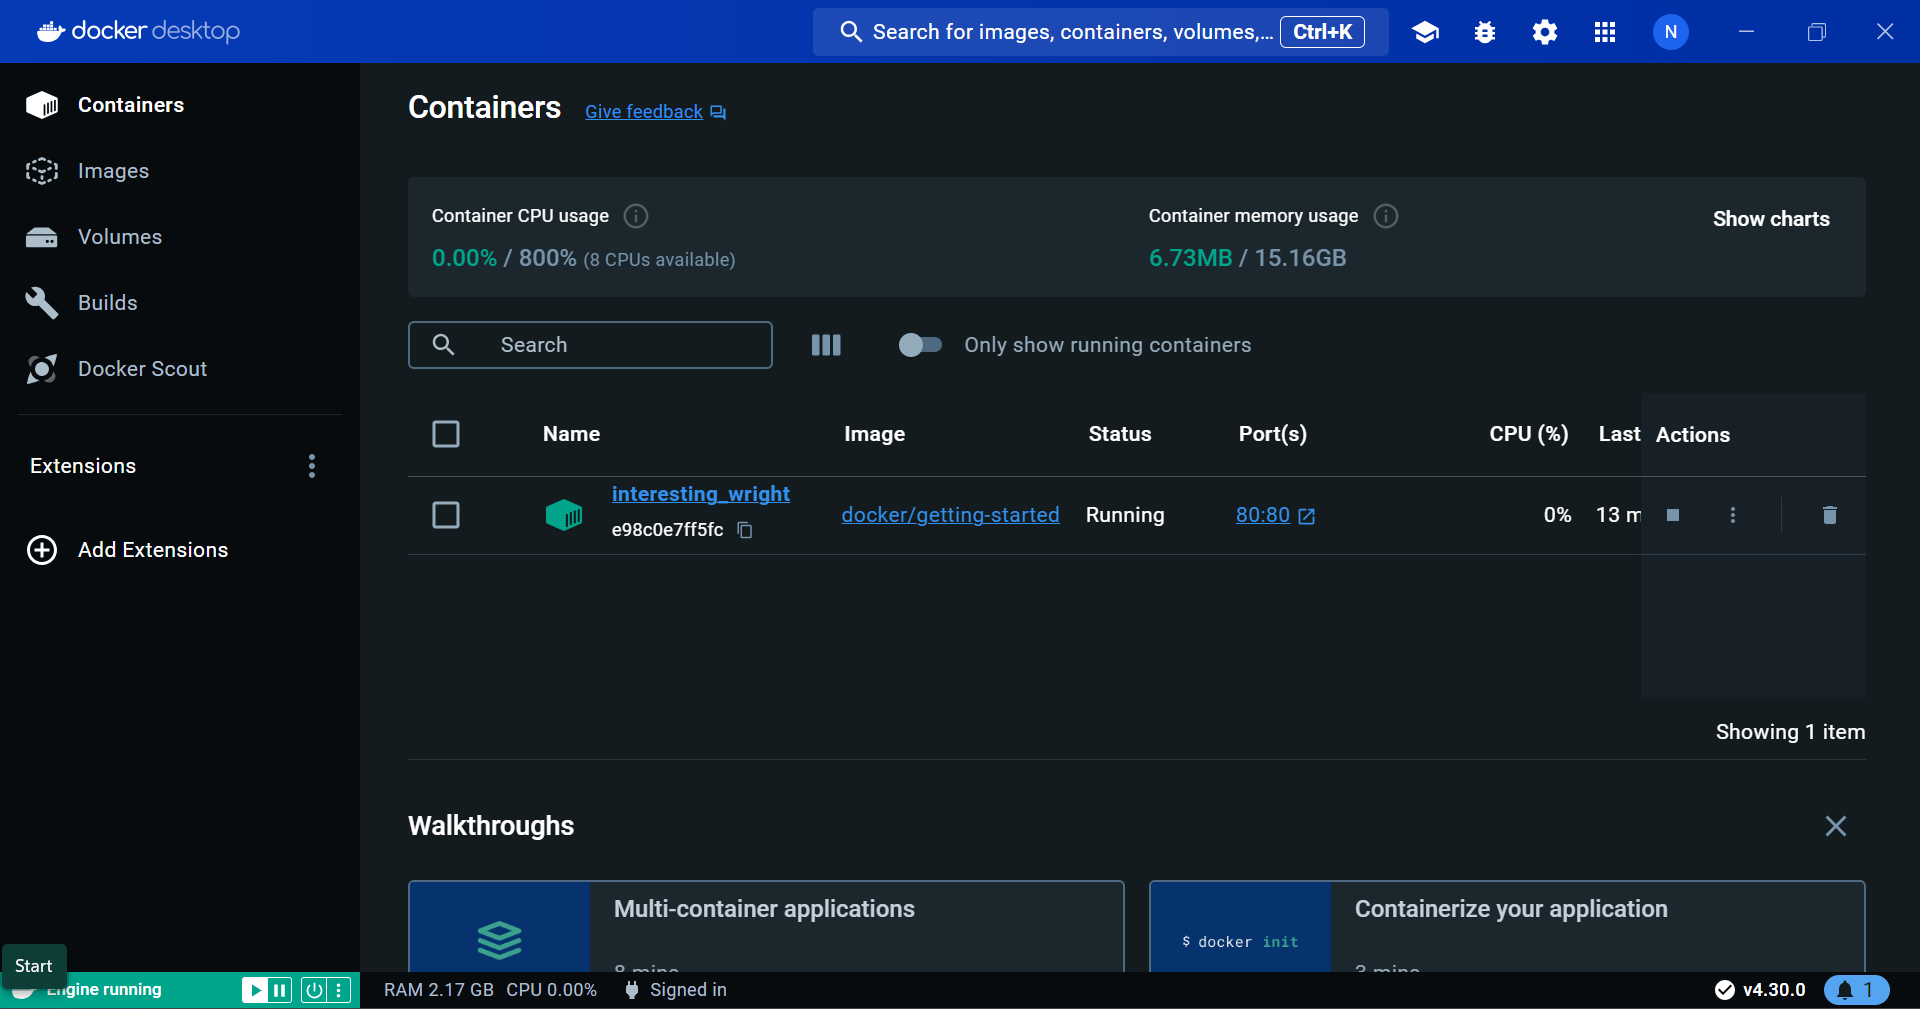 docker desktop
Search for images, containers, volumes,... Ctrl+K
N
Containers
Images
Volumes
Builds
Docker Scout
Extensions
Add Extensions
Containers Give feedback
Container CPU usage
0.00% / 800% (8 CPUs available)
Container memory usage
6.73MB / 15.16GB
Show charts
Search
Only show running containers
Name Image Status Port(s) CPU (%) Last Actions
interesting_wright
e98c0e7ff5fc
docker/getting-started Running 80:80 0% 13 m
Showing 1 item
Walkthroughs
Multi-container applications
8 mins
$ docker init
Containerize your application
3 mins
Start
Engine running
RAM 2.17 GB CPU 0.00% Signed in
v4.30.0
1